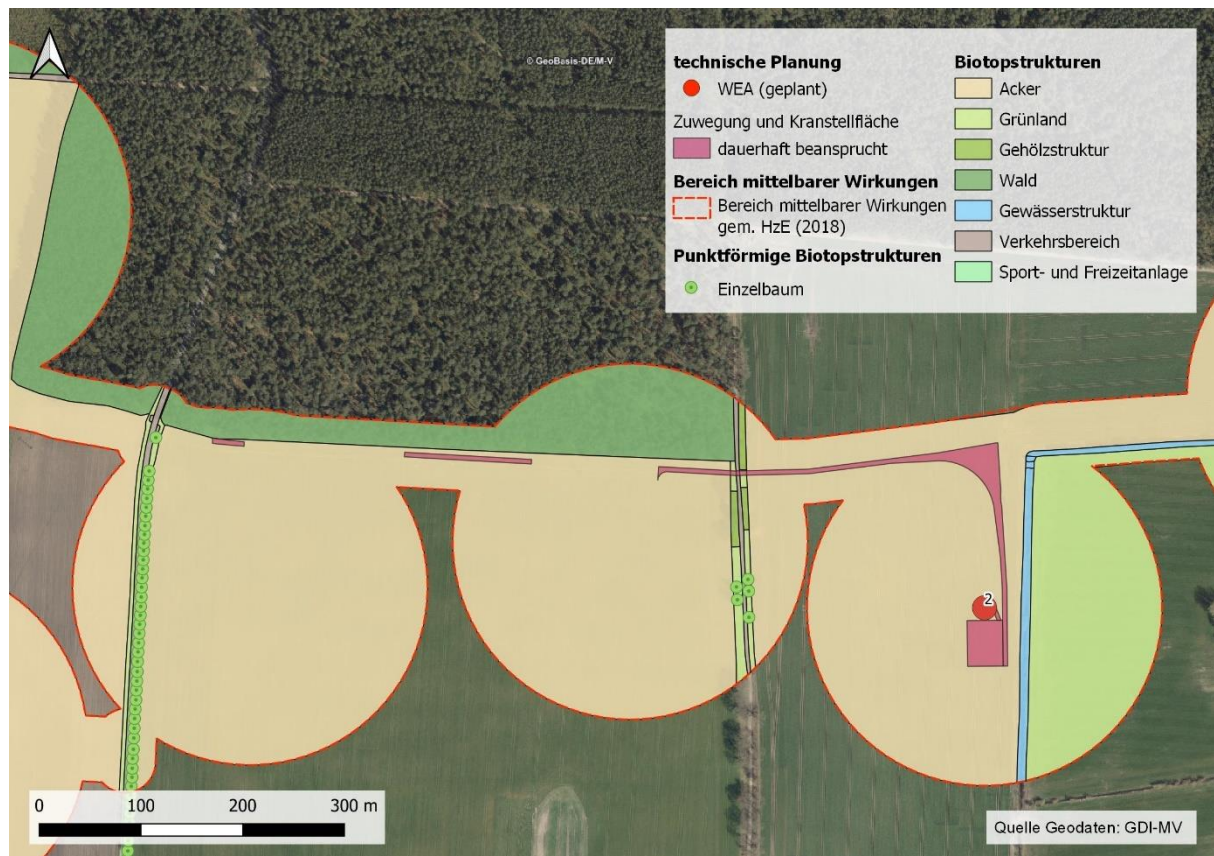 © GeoBasis-DE/M-V
technische Planung
WEA (geplant)
Zuwegung und Kranstellfläche
dauerhaft beansprucht
Bereich mittelbarer Wirkungen
Bereich mittelbarer Wirkungen
gem. HzE (2018)
Punktförmige Biotopstrukturen
Einzelbaum
Biotopstrukturen
Acker
Grünland
Gehölzstruktur
Wald
Gewässerstruktur
Verkehrsbereich
Sport- und Freizeitanlage
2
0 100 200 300 m
Quelle Geodaten: GDI-MV